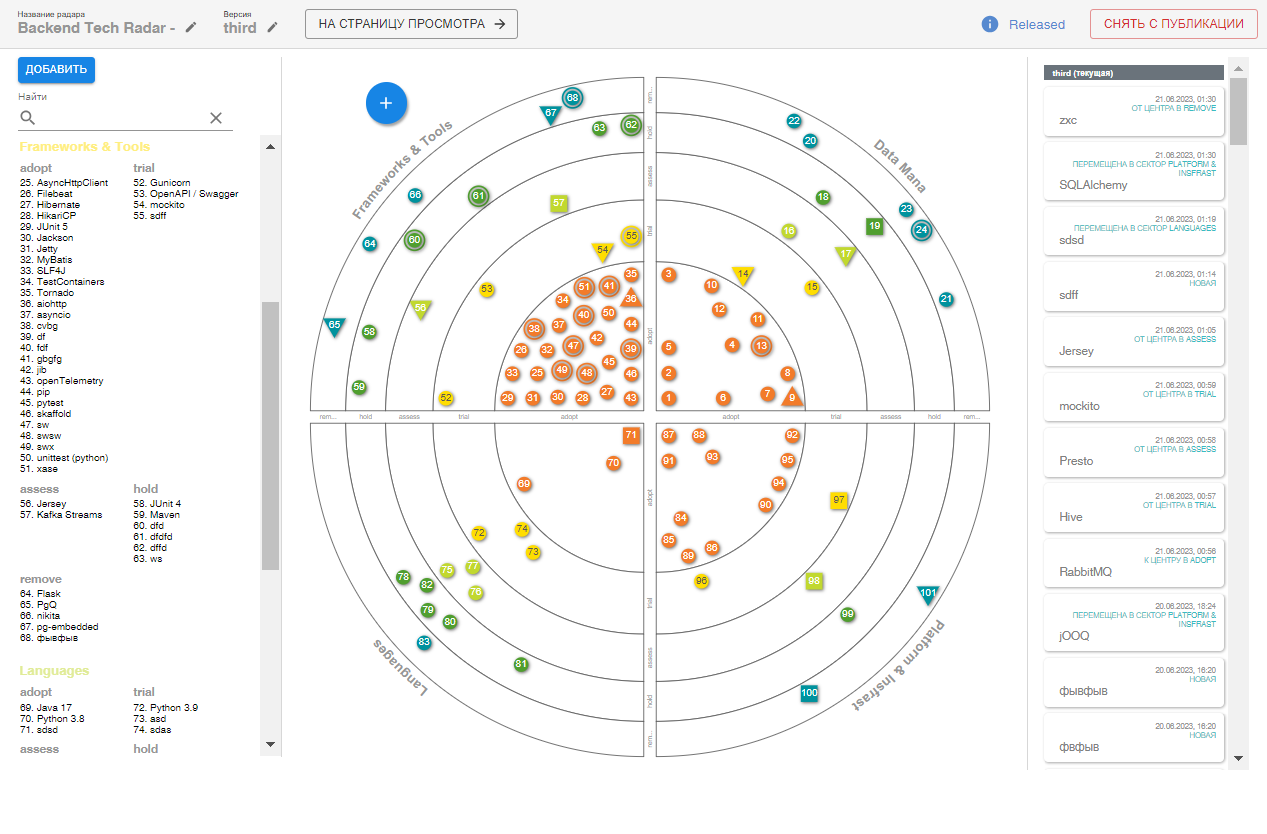 Название радара
Backend Tech Radar -
Версия
third
НА СТРАНИЦУ ПРОСМОТРА
Released
СНЯТЬ С ПУБЛИКАЦИИ
ДОБАВИТЬ
Найти
Frameworks & Tools
adopt
25. AsyncHttpClient
26. Filebeat
27. Hibernate
28. HikariCP
29. JUnit 5
30. Jackson
31. Jetty
32. MyBatis
33. SLF4J
34. TestContainers
35. Tornado
36. aiohttp
37. asyncio
38. cvbg
39. df
40. fdf
41. gbgfg
42. jib
43. openTelemetry
44. pip
45. pytest
46. skaffold
47. sw
48. swsw
49. swx
50. unittest (python)
51. xase
trial
52. Gunicorn
53. OpenAPI / Swagger
54. mockito
55. sdff
assess
56. Jersey
57. Kafka Streams
hold
58. JUnit 4
59. Maven
60. dfd
61. dfdfd
62. dffd
63. ws
remove
64. Flask
65. PgQ
66. nikita
67. pg-embedded
68. фывфыв
Languages
adopt
69. Java 17
70. Python 3.8
71. sdsd
trial
72. Python 3.9
73. asd
74. sdas
assess
hold
Frameworks & Tools
68
67
63
62
66
61
57
64
60
55
54
53
56
65
58
59
52
35
51
41
36
34
40
50
38
37
44
42
26
32
47
39
45
33
25
49
48
46
29
31
30
28
27
43
rem...
hold
assess
trial
adopt
Data Mana
22
20
18
23
19
24
16
17
14
15
21
3
10
12
11
4
13
5
2
8
1
6
7
9
rem...
hold
assess
trial
adopt
adopt
trial
assess
hold
rem...
71
70
69
72
74
73
75
77
76
78
82
79
80
83
81
Languages
adopt
trial
assess
hold
rem...
87
88
92
91
93
95
94
90
84
85
89
86
97
96
98
99
101
100
Platform & Insfrast
third (текущая)
21.06.2023, 01:30
ОТ ЦЕНТРА В REMOVE
zxc
21.06.2023, 01:30
ПЕРЕМЕЩЕНА В СЕКТОР PLATFORM &
INSFRAST
SQLAlchemy
21.06.2023, 01:19
ПЕРЕМЕЩЕНА В СЕКТОР LANGUAGES
sdsd
21.06.2023, 01:14
НОВАЯ
sdff
21.06.2023, 01:05
ОТ ЦЕНТРА В ASSESS
Jersey
21.06.2023, 00:59
ОТ ЦЕНТРА В TRIAL
mockito
21.06.2023, 00:58
ОТ ЦЕНТРА В ASSESS
Presto
21.06.2023, 00:57
ОТ ЦЕНТРА В TRIAL
Hive
21.06.2023, 00:56
К ЦЕНТРУ В ADOPT
RabbitMQ
20.06.2023, 18:24
ПЕРЕМЕЩЕНА В СЕКТОР PLATFORM &
INSFRAST
jOOQ
20.06.2023, 16:20
НОВАЯ
фывфыв
20.06.2023, 16:20
НОВАЯ
фвфыв